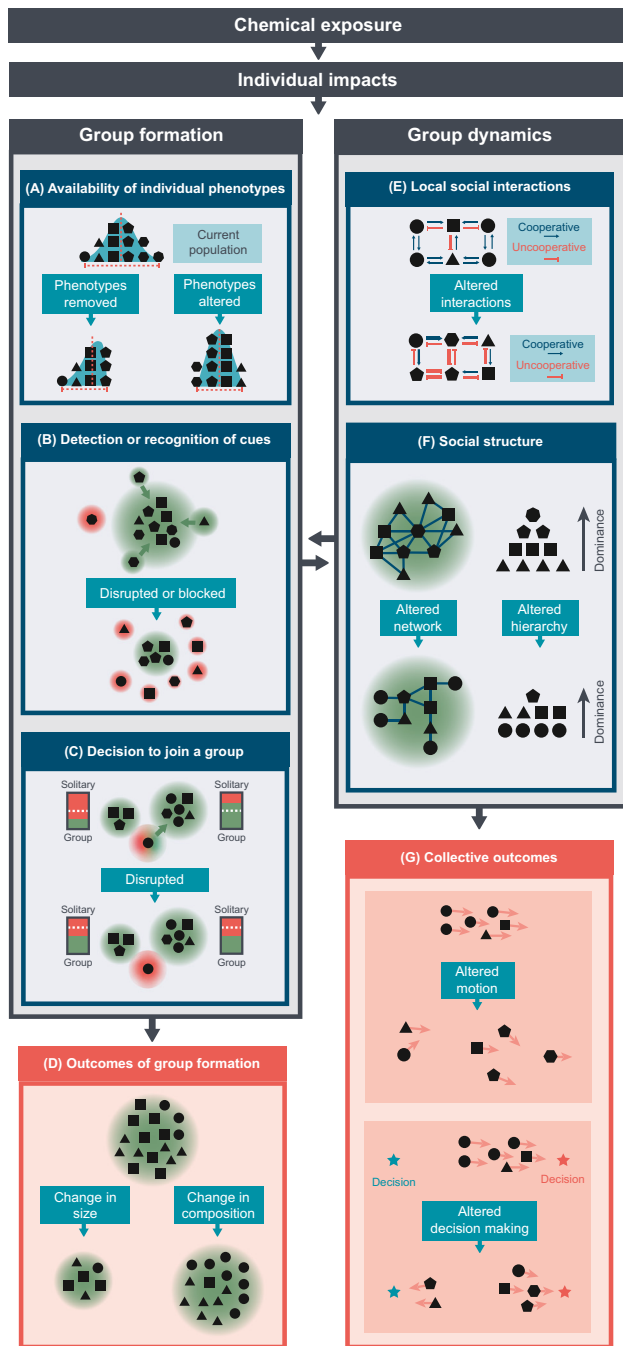 Chemical exposure
Individual impacts
Group formation
(A) Availability of individual phenotypes
Current
population
Phenotypes
removed
Phenotypes
altered
(B) Detection or recognition of cues
Disrupted or blocked
(C) Decision to join a group
Solitary
Group
Solitary
Group
Disrupted
Solitary
Group
Solitary
Group
(D) Outcomes of group formation
Change in
size
Change in
composition
Group dynamics
(E) Local social interactions
Cooperative
Uncooperative
Altered
interactions
Cooperative
Uncooperative
(F) Social structure
Dominance
Altered
network
Altered
hierarchy
Dominance
(G) Collective outcomes
Altered
motion
Decision
Decision
Altered
decision making